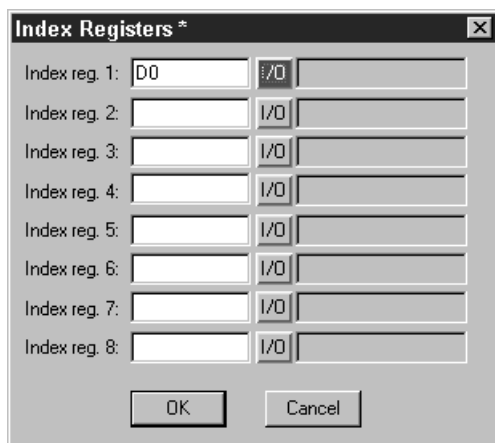 Index Registers *
Index reg. 1: D0 I/O
Index reg. 2: I/O
Index reg. 3: I/O
Index reg. 4: I/O
Index reg. 5: I/O
Index reg. 6: I/O
Index reg. 7: I/O
Index reg. 8: I/O
OK Cancel